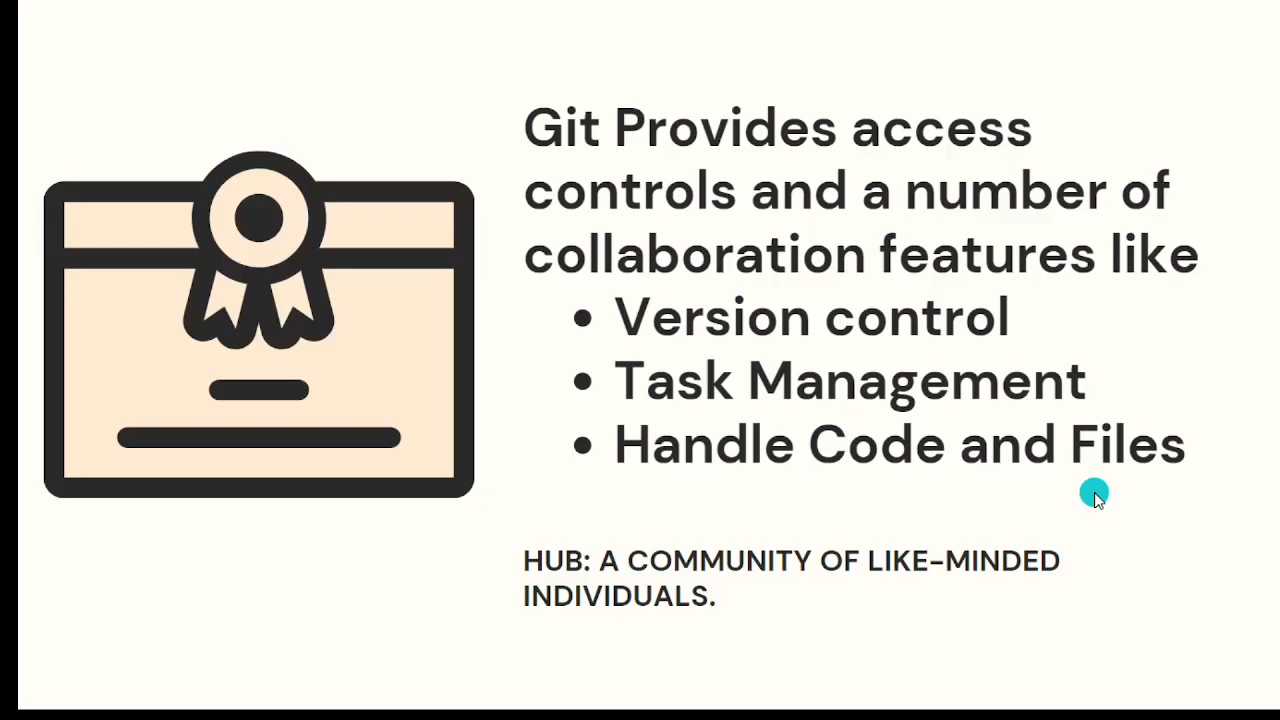 Git Provides access
controls and a number of
collaboration features like
• Version control
• Task Management
• Handle Code and Files
HUB: A COMMUNITY OF LIKE-MINDED
INDIVIDUALS.